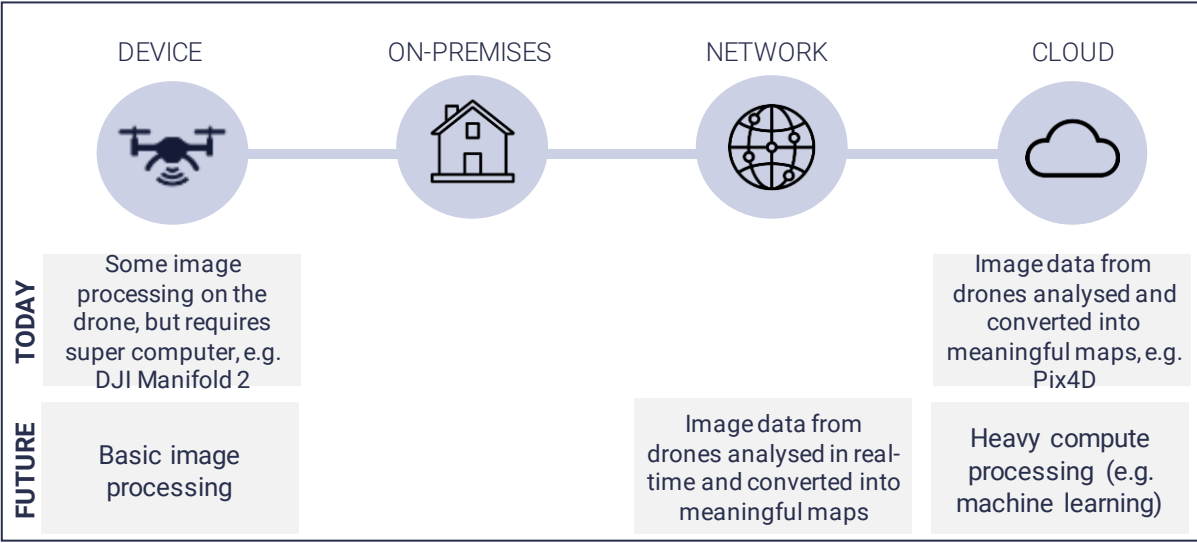 DEVICE
ON-PREMISES
NETWORK
CLOUD
TODAY
Some image
processing on the
drone, but requires
super computer, e.g.
DJI Manifold 2
Image data from
drones analysed and
converted into
meaningful maps, e.g.
Pix4D
FUTURE
Basic image
processing
Image data from
drones analysed in real-
time and converted into
meaningful maps
Heavy compute
processing (e.g.
machine learning)